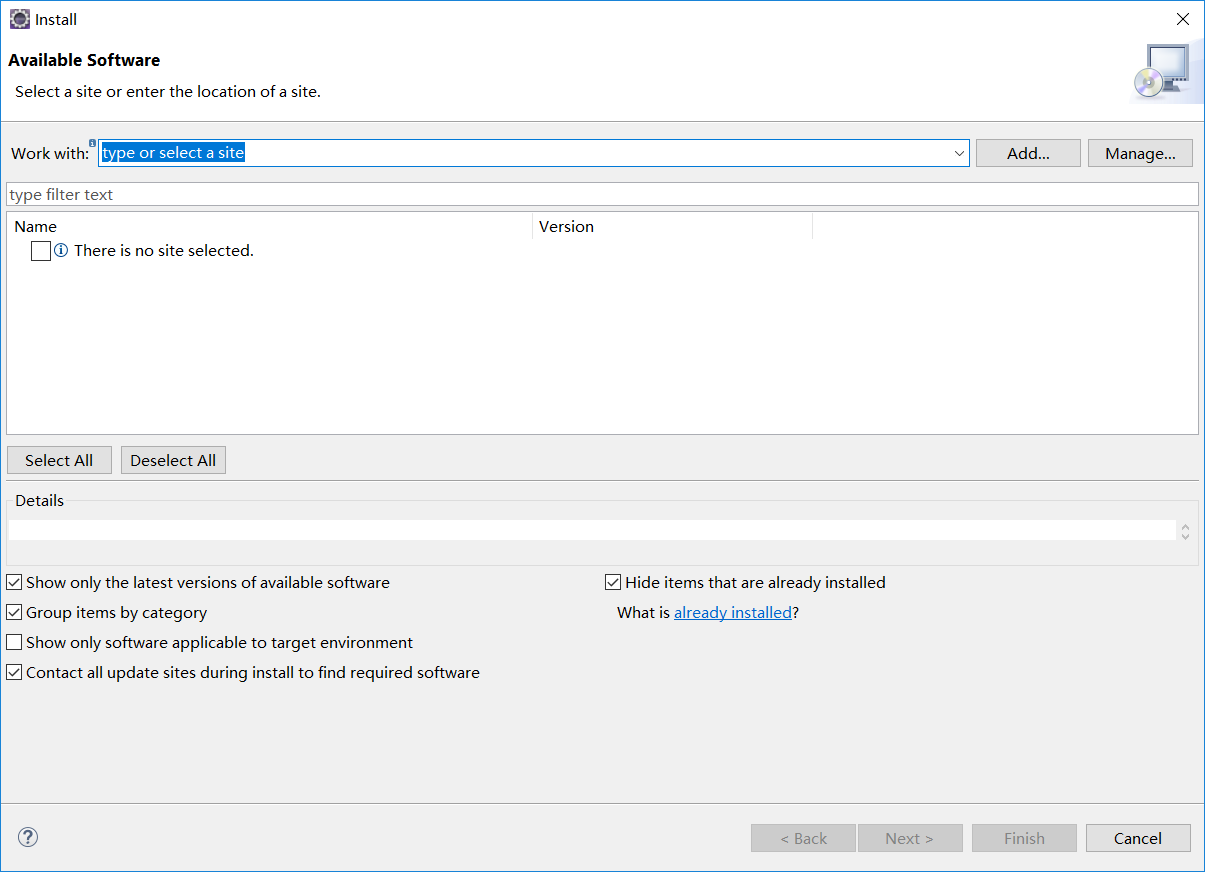 Install
Available Software
Select a site or enter the location of a site.
Work with: type or select a site Add... Manage...
type filter text
Name Version
There is no site selected.
Select All Deselect All
Details
Show only the latest versions of available software Hide items that are already installed
Group items by category What is already installed?
Show only software applicable to target environment
Contact all update sites during install to find required software
? < Back Next > Finish Cancel